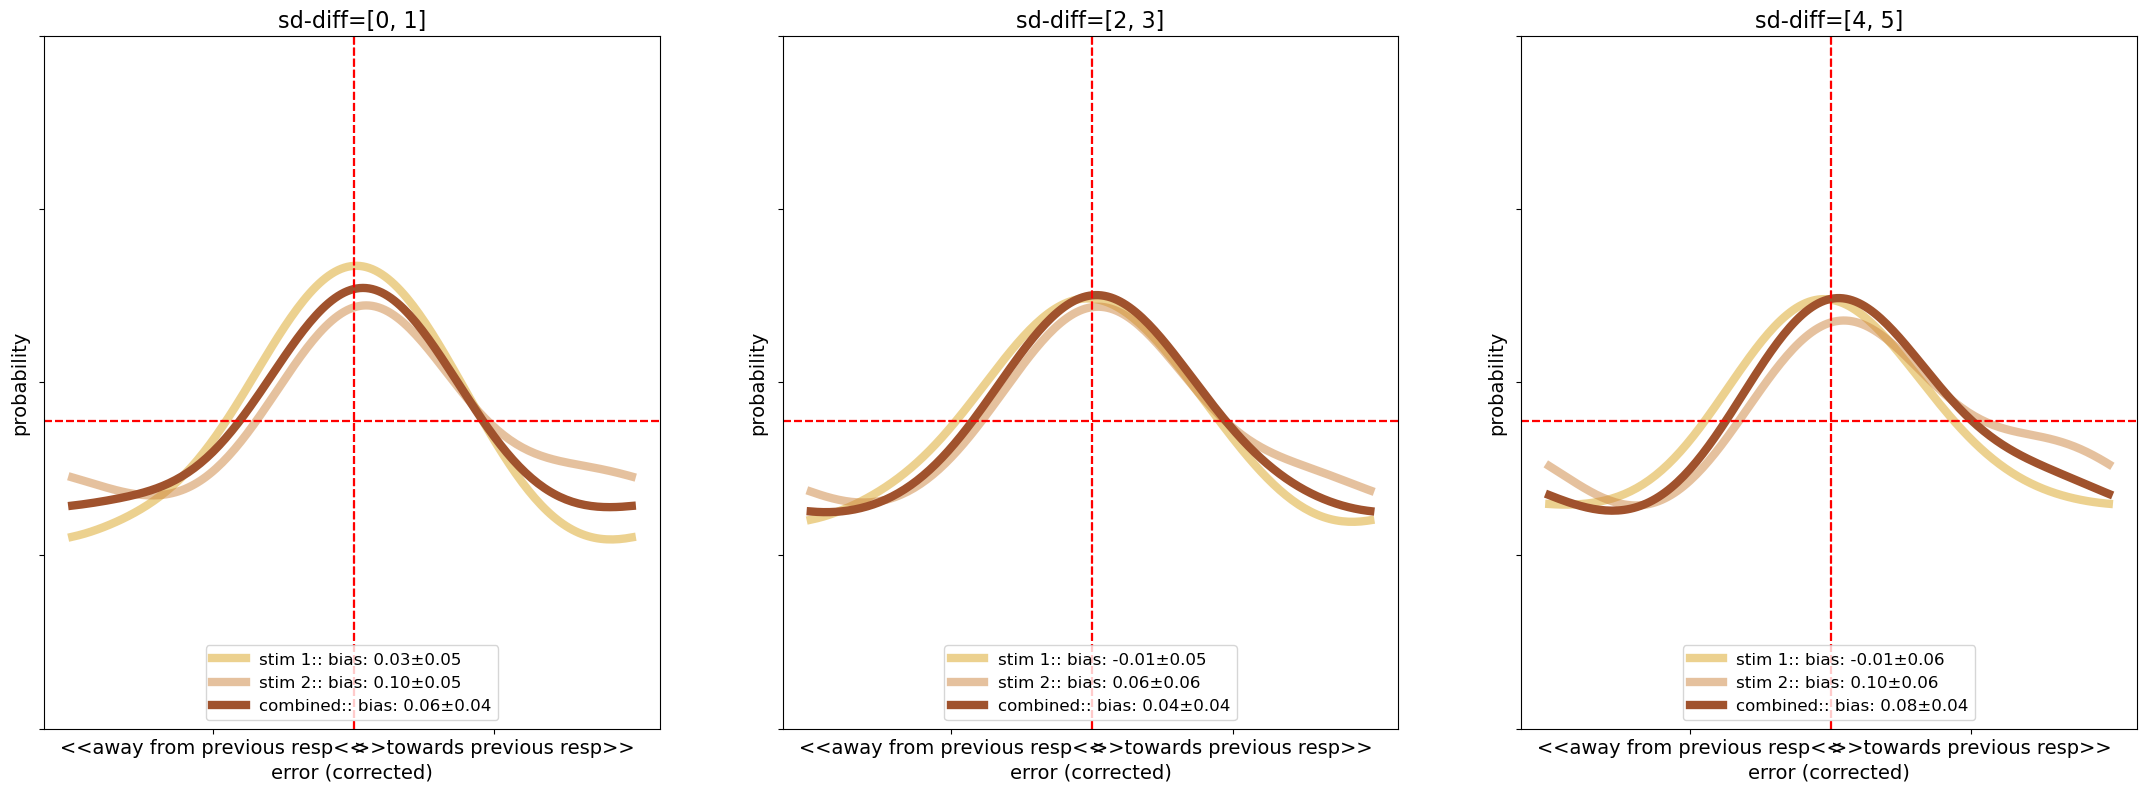 sd-diff=[0, 1]
probability
stim 1:: bias: 0.03±0.05
stim 2:: bias: 0.10±0.05
combined:: bias: 0.06±0.04
<<away from previous resp<<>>towards previous resp>>
error (corrected)
sd-diff=[2, 3]
probability
stim 1:: bias: -0.01±0.05
stim 2:: bias: 0.06±0.06
combined:: bias: 0.04±0.04
<<away from previous resp<<>>towards previous resp>>
error (corrected)
sd-diff=[4, 5]
probability
stim 1:: bias: -0.01±0.06
stim 2:: bias: 0.10±0.06
combined:: bias: 0.08±0.04
<<away from previous resp<<>>towards previous resp>>
error (corrected)